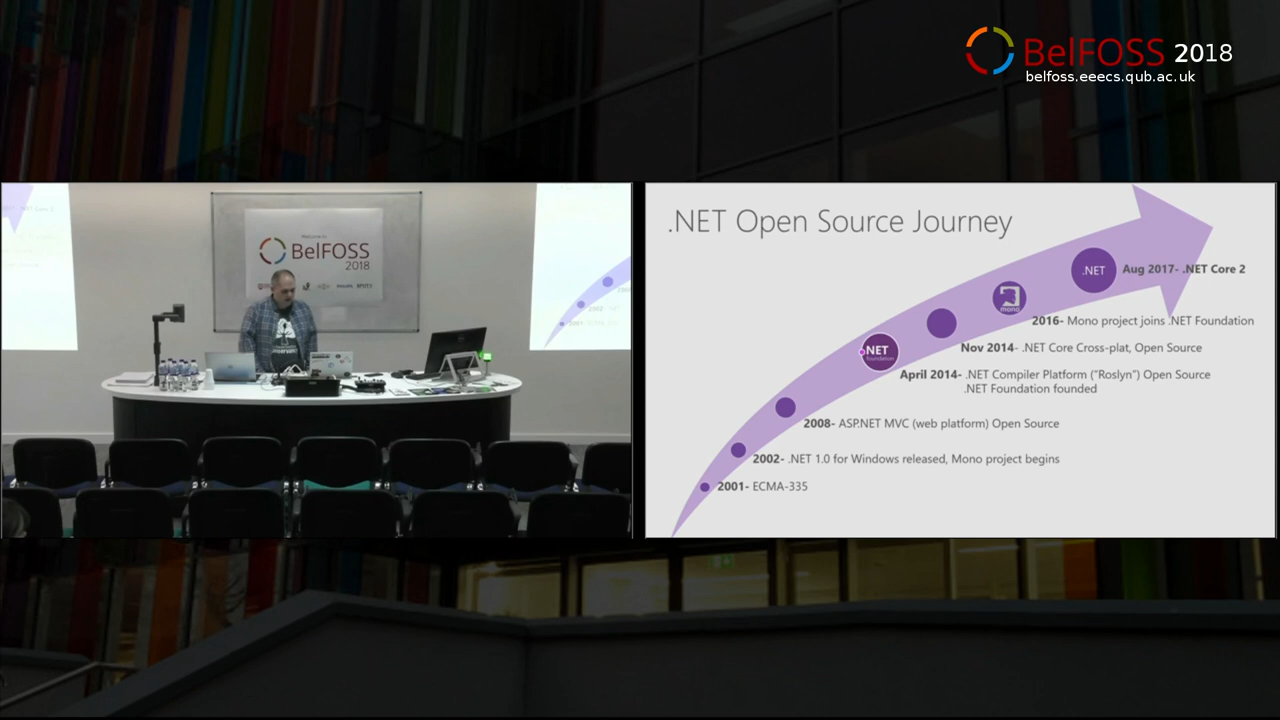 BelFOSS 2018
belfoss.eeecs.qub.ac.uk
Welcome to
BelFOSS
2018
.NET Open Source Journey
.NET
Aug 2017- .NET Core 2
mono
2016- Mono project joins .NET Foundation
Nov 2014- .NET Core Cross-plat, Open Source
.NET
foundation
April 2014- .NET Compiler Platform ("Roslyn") Open Source
.NET Foundation founded
2008- ASP.NET MVC (web platform) Open Source
2002- .NET 1.0 for Windows released, Mono project begins
2001- ECMA-335